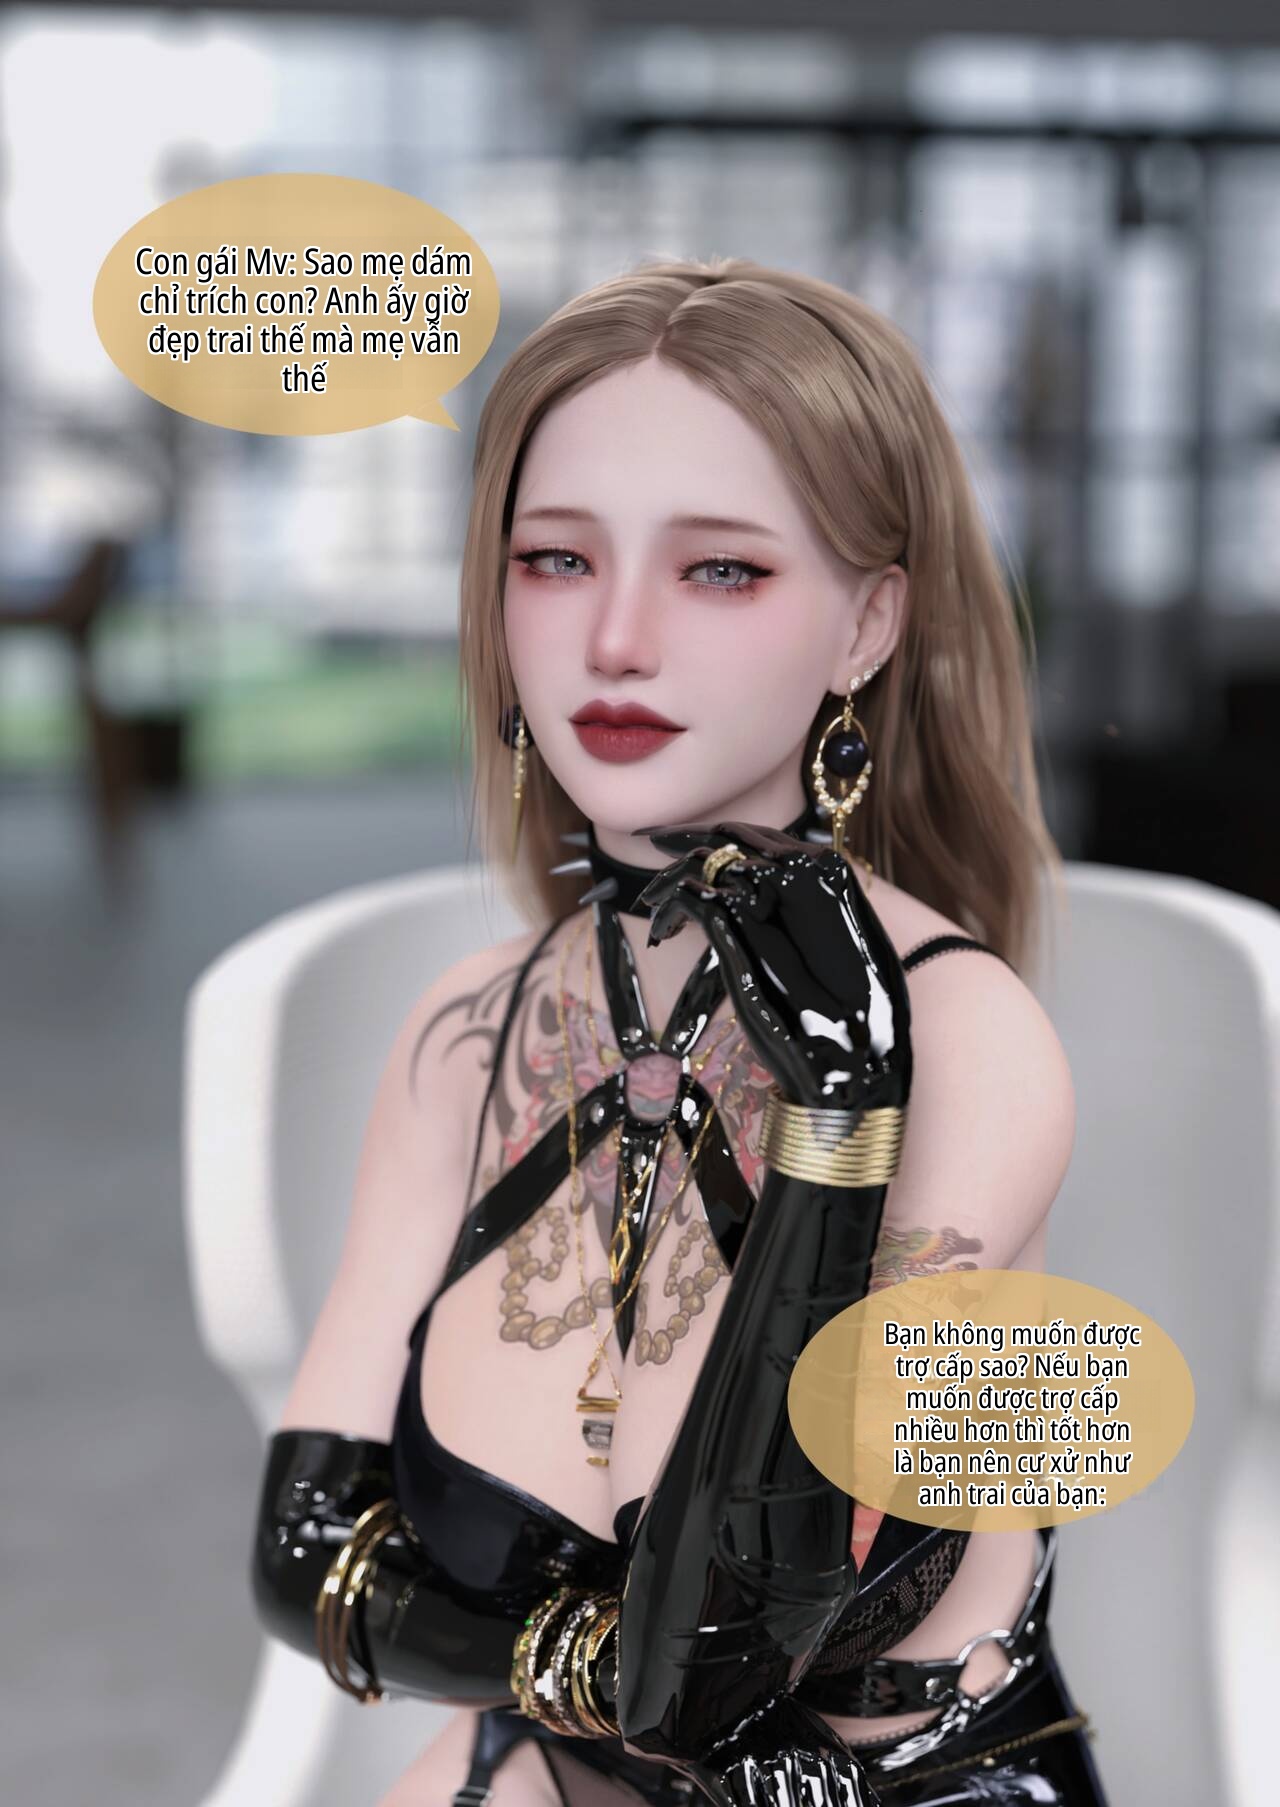 Con gái Mv: Sao mẹ dám
chỉ trích con? Anh ấy giờ
đẹp trai thế mà mẹ vẫn
thế
Bạn không muốn được
trợ cấp sao? Nếu bạn
muốn được trợ cấp
nhiều hơn thì tốt hơn
là bạn nên cư xử như
anh trai của bạn: